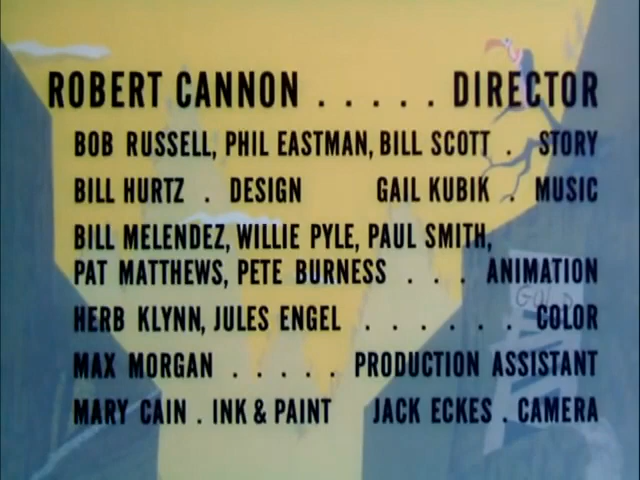 ROBERT CANNON . . . . . DIRECTOR
BOB RUSSELL, PHIL EASTMAN, BILL SCOTT . STORY
BILL HURTZ . DESIGN GAIL KUBIK . MUSIC
BILL MELENDEZ, WILLIE PYLE, PAUL SMITH,
PAT MATTHEWS, PETE BURNESS . . . ANIMATION
HERB KLYNN, JULES ENGEL . . . . . . COLOR
MAX MORGAN . . . . . PRODUCTION ASSISTANT
MARY CAIN . INK & PAINT JACK ECKES . CAMERA